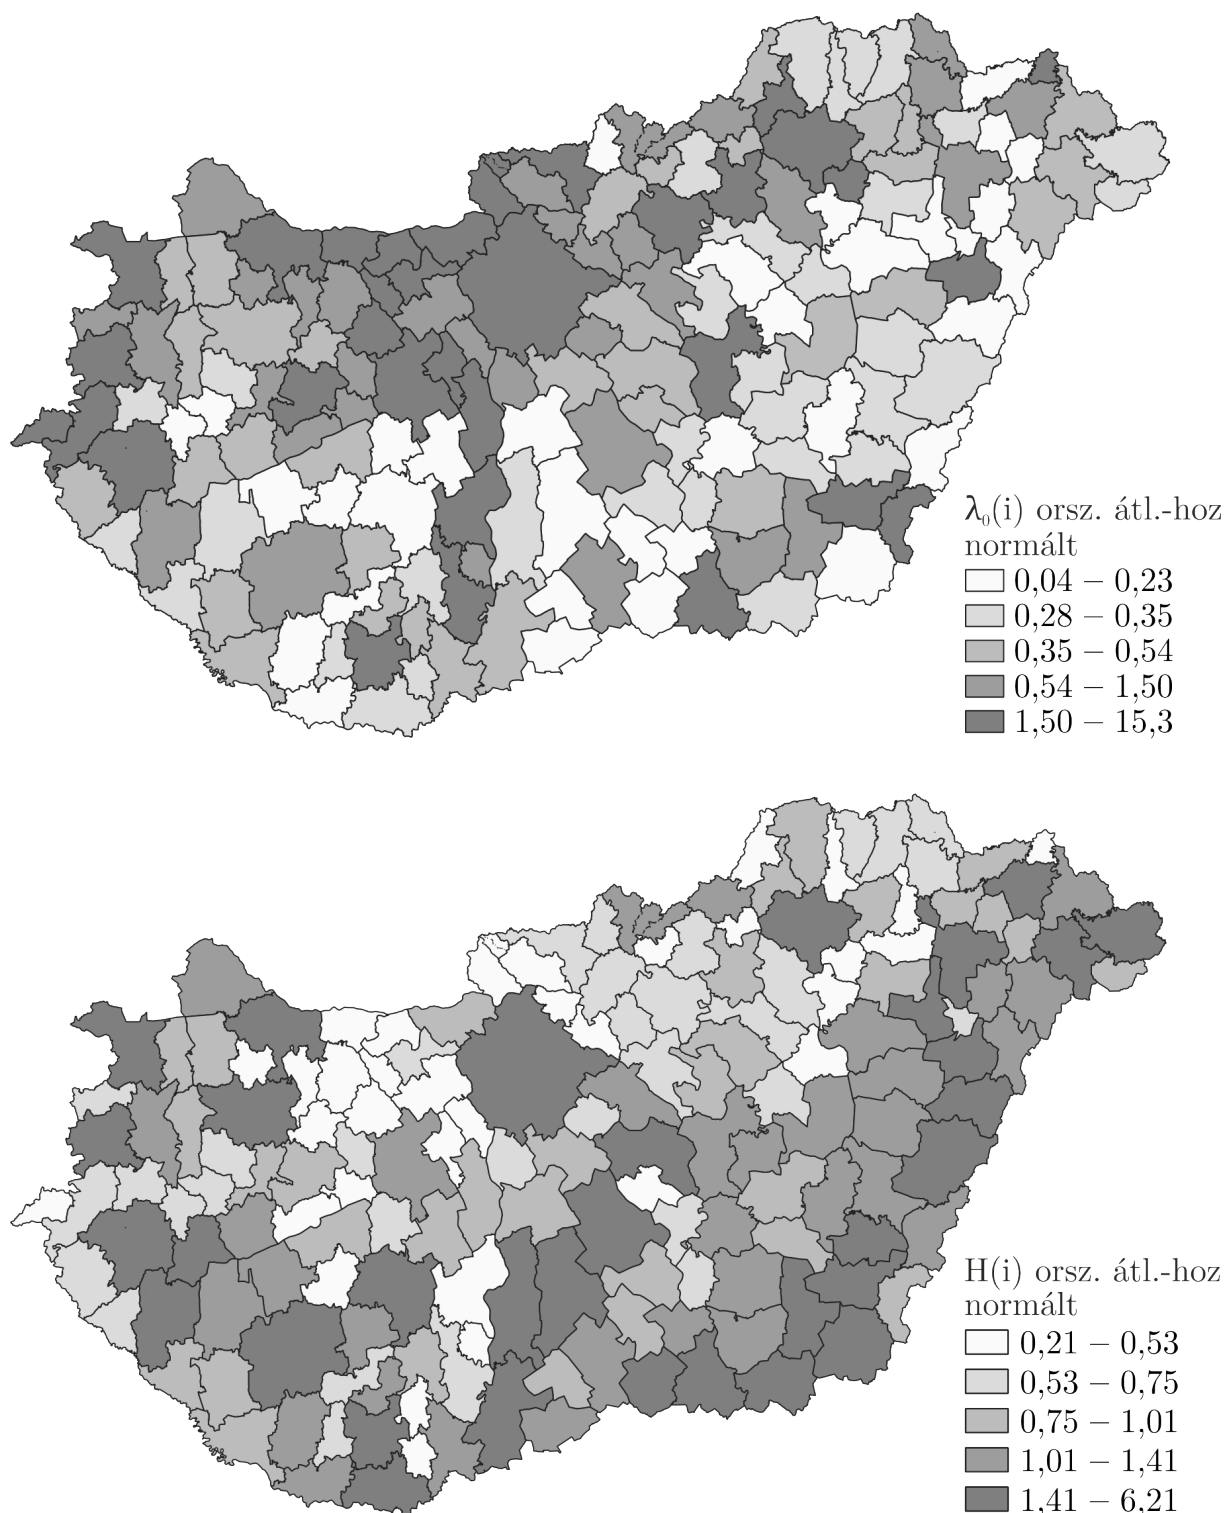 λ₀(i) orsz. átl.-hoz
normált
0,04 – 0,23
0,28 – 0,35
0,35 – 0,54
0,54 – 1,50
1,50 – 15,3
H(i) orsz. átl.-hoz
normált
0,21 – 0,53
0,53 – 0,75
0,75 – 1,01
1,01 – 1,41
1,41 – 6,21